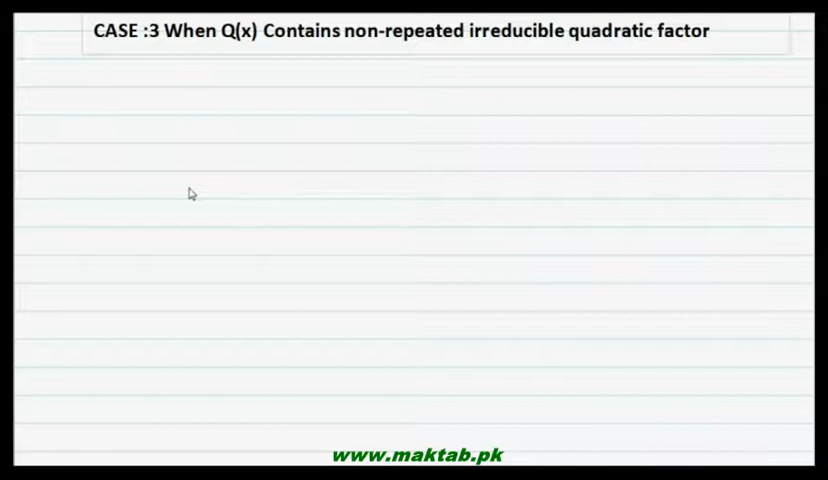 CASE :3 When Q(x) Contains non-repeated irreducible quadratic factor
www.maktab.pk